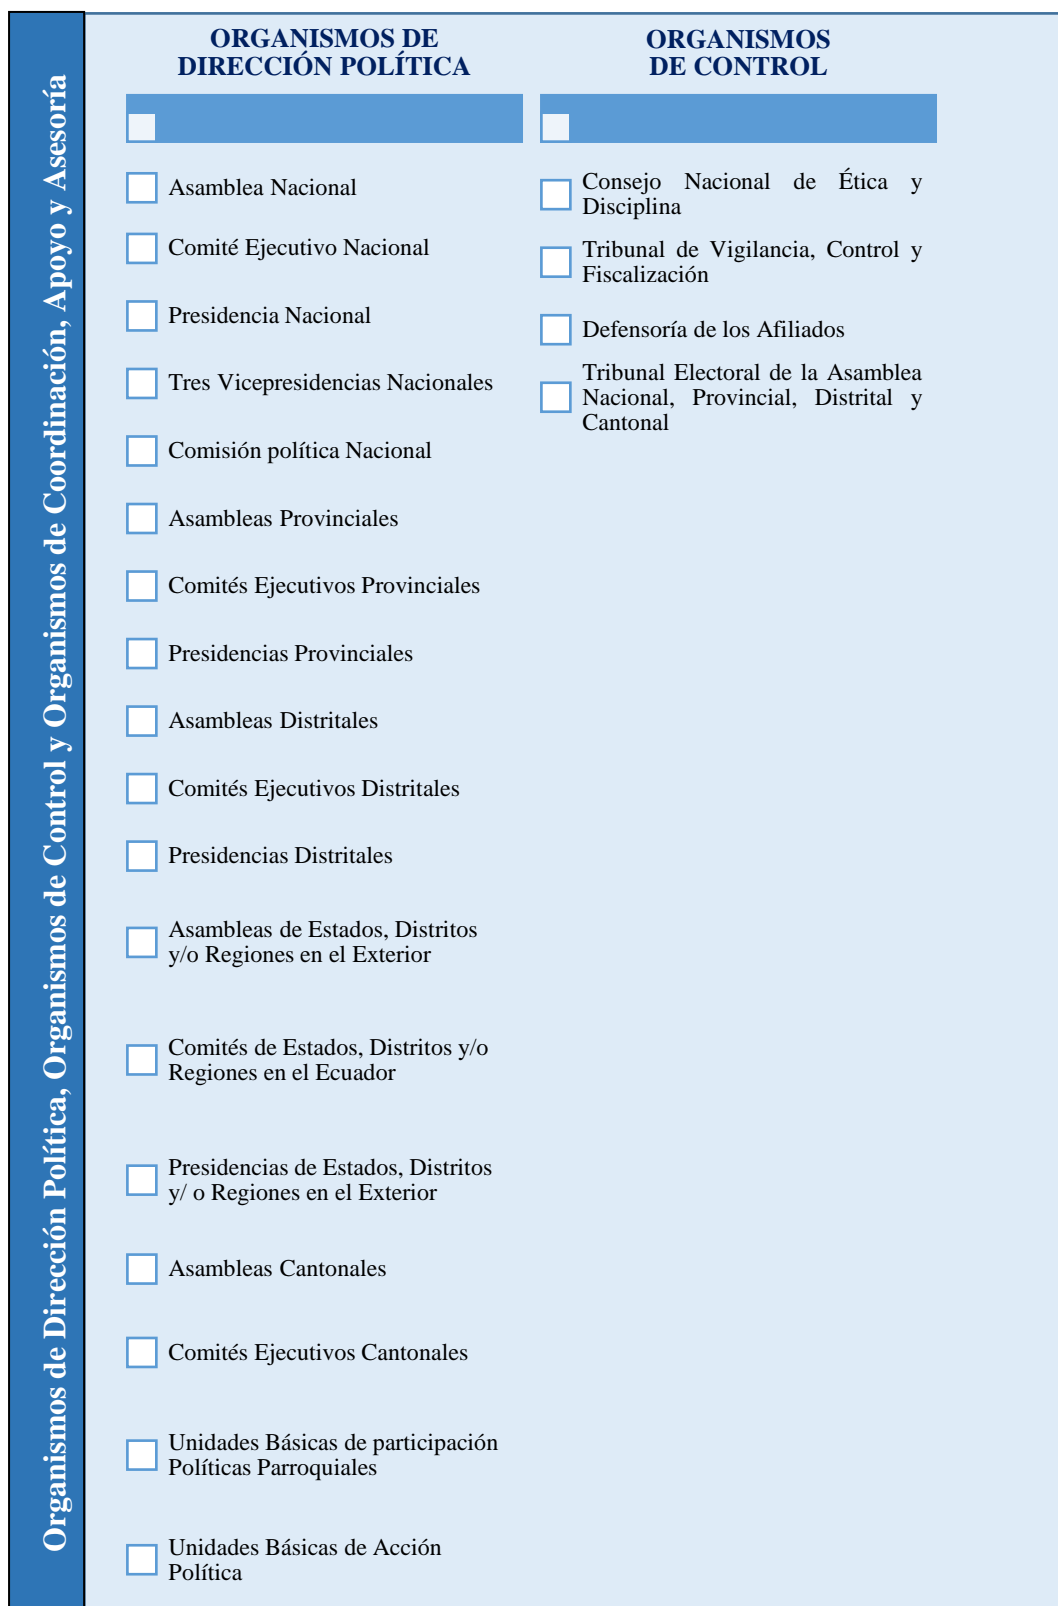 Organismos de Dirección Política, Organismos de Control y Organismos de Coordinación, Apoyo y Asesoría
ORGANISMOS DE
DIRECCIÓN POLÍTICA
Asamblea Nacional
Comité Ejecutivo Nacional
Presidencia Nacional
Tres Vicepresidencias Nacionales
Comisión política Nacional
Asambleas Provinciales
Comités Ejecutivos Provinciales
Presidencias Provinciales
Asambleas Distritales
Comités Ejecutivos Distritales
Presidencias Distritales
Asambleas de Estados, Distritos
y/o Regiones en el Exterior
Comités de Estados, Distritos y/o
Regiones en el Ecuador
Presidencias de Estados, Distritos
y/ o Regiones en el Exterior
Asambleas Cantonales
Comités Ejecutivos Cantonales
Unidades Básicas de participación
Políticas Parroquiales
Unidades Básicas de Acción
Política
ORGANISMOS
DE CONTROL
Consejo Nacional de Ética y
Disciplina
Tribunal de Vigilancia, Control y
Fiscalización
Defensoría de los Afiliados
Tribunal Electoral de la Asamblea
Nacional, Provincial, Distrital y
Cantonal